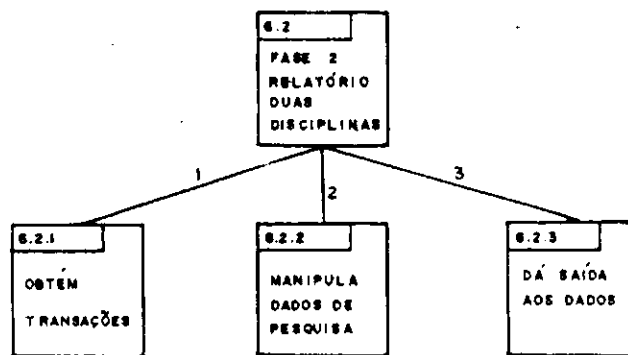 6.2
FASE 2
RELATÓRIO
DUAS
DISCIPLINAS
1
2
3
6.2.1
OBTÉM
TRANSAÇÕES
6.2.2
MANIPULA
DADOS DE
PESQUISA
6.2.3
DÁ SAÍDA
AOS DADOS